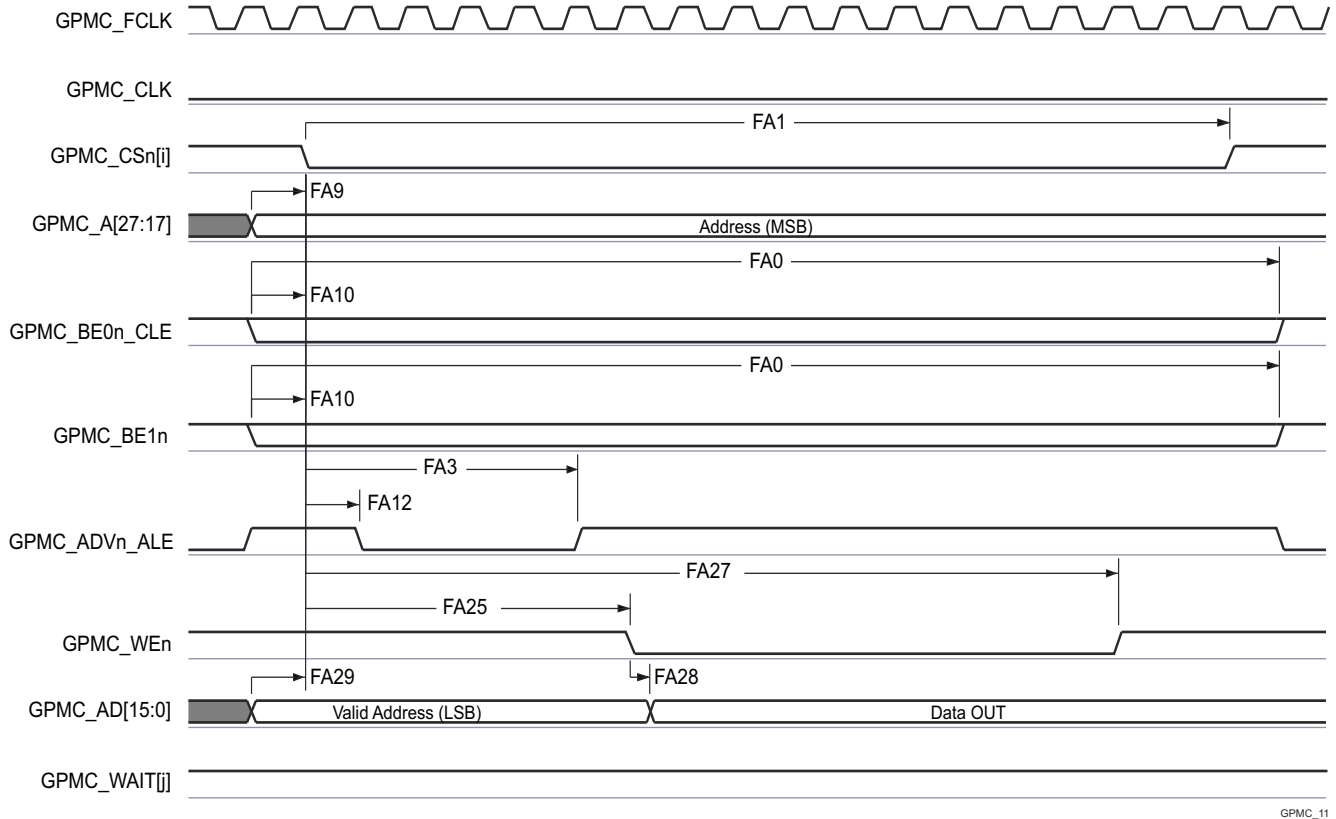 GPMC_FCLK
GPMC_CLK
FA1
GPMC_CSn[i]
FA9
GPMC_A[27:17]
Address (MSB)
FA0
FA10
GPMC_BE0n_CLE
FA0
FA10
GPMC_BE1n
FA3
FA12
GPMC_ADVn_ALE
FA27
FA25
GPMC_WEn
FA29
FA28
GPMC_AD[15:0]
Valid Address (LSB)
Data OUT
GPMC_WAIT[j]
GPMC_11